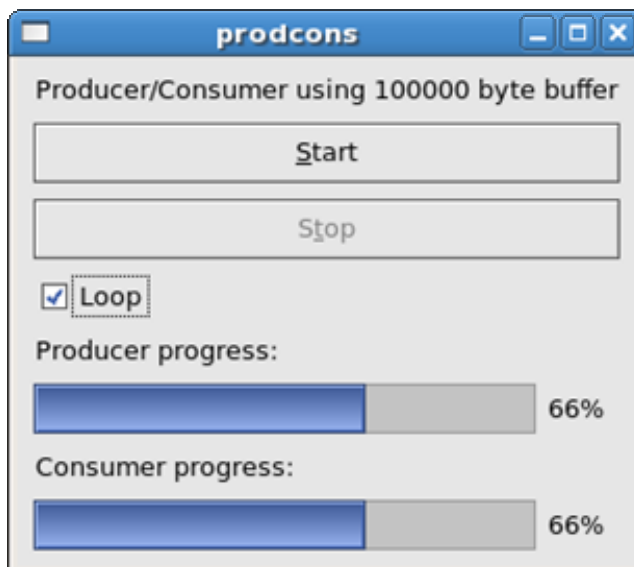 prodcons
Producer/Consumer using 100000 byte buffer
Start
Stop
Loop
Producer progress:
66%
Consumer progress:
66%